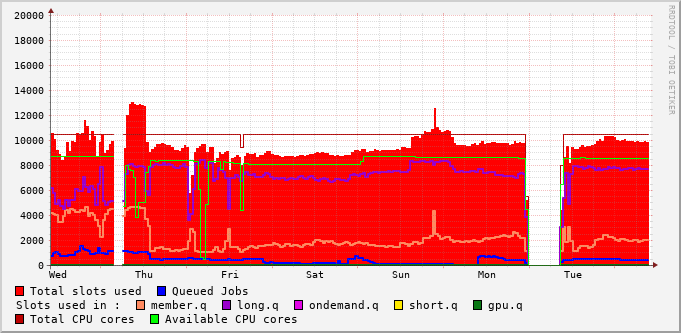 RRDTOOL / TOBI OETIKER
20000
18000
16000
14000
12000
10000
8000
6000
4000
2000
0
Wed Thu Fri Sat Sun Mon Tue
Total slots used Queued Jobs
Slots used in : member.q long.q ondemand.q short.q gpu.q
Total CPU cores Available CPU cores